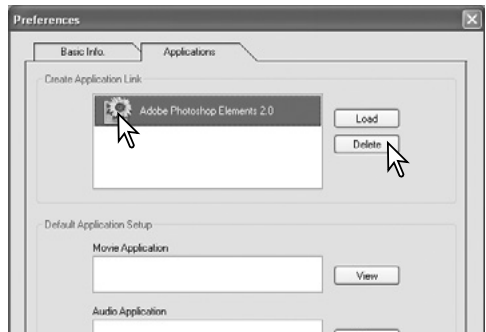 Preferences
Basic Info. Applications
Create Application Link
Adobe Photoshop Elements 2.0
Load
Delete
Default Application Setup
Movie Application
View
Audio Application